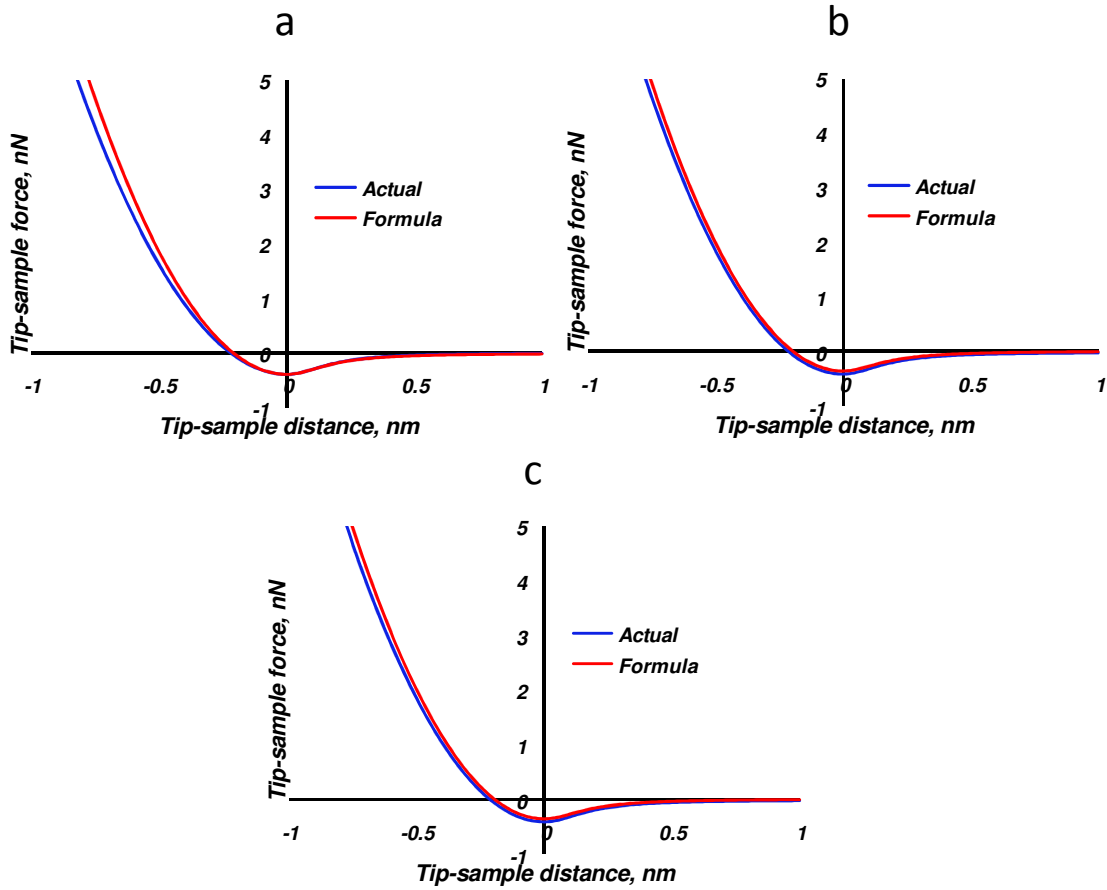 a
5
4
3
2
1
0
-1
-1
-0.5
0
0.5
1
Tip-sample force, nN
Actual
Formula
Tip-sample distance, nm
b
5
4
3
2
1
0
-1
-1
-0.5
0
0.5
1
Tip-sample force, nN
Actual
Formula
Tip-sample distance, nm
c
5
4
3
2
1
0
-1
-1
-0.5
0
0.5
1
Tip-sample force, nN
Actual
Formula
Tip-sample distance, nm